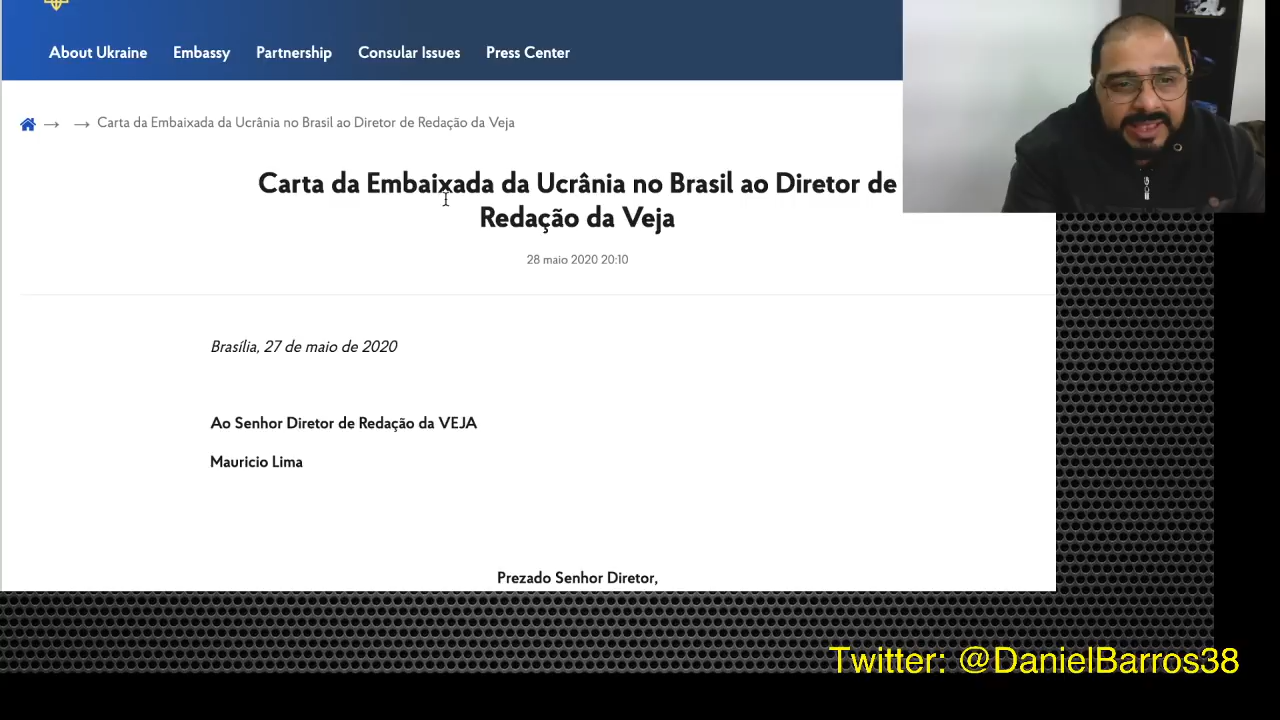 About Ukraine Embassy Partnership Consular Issues Press Center
→ → Carta da Embaixada da Ucrânia no Brasil ao Diretor de Redação da Veja
Carta da Embaixada da Ucrânia no Brasil ao Diretor de
Redação da Veja
28 maio 2020 20:10
Brasília, 27 de maio de 2020
Ao Senhor Diretor de Redação da VEJA
Mauricio Lima
Prezado Senhor Diretor,
Twitter: @DanielBarros38